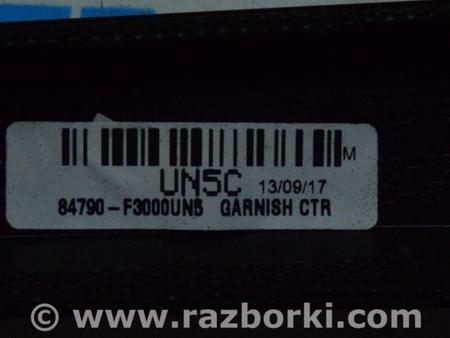 M
UN5C 13/09/17
84790-F3000UN5 GARNISH CTR
© www.razborki.com